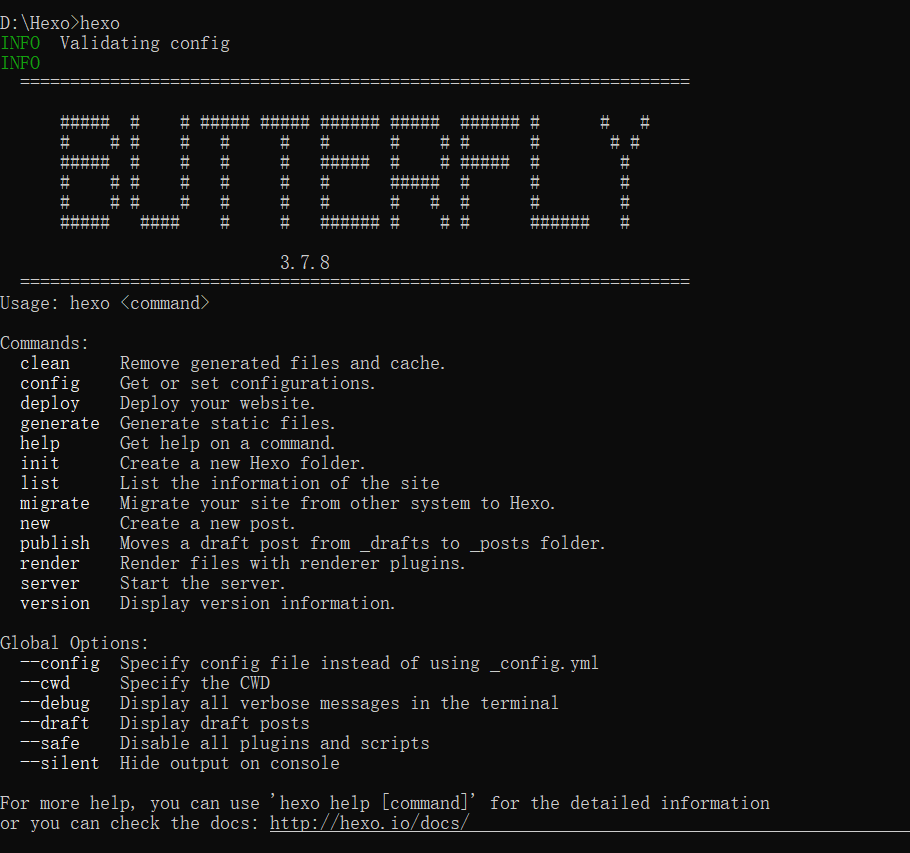 D:\Hexo>hexo
INFO  Validating config
INFO
  ===================================================================
      #####  #    # ##### ##### ###### #####  ###### #      #   #
      #    # #    #   #     #   #      #    # #      #       # #
      #####  #    #   #     #   #####  #    # #####  #        #
      #    # #    #   #     #   #      #####  #      #        #
      #    # #    #   #     #   #      #   #  #      #        #
      #####   ####    #     #   ###### #    # #      ######   #
                            3.7.8
  ===================================================================
Usage: hexo <command>
Commands:
  clean     Remove generated files and cache.
  config    Get or set configurations.
  deploy    Deploy your website.
  generate  Generate static files.
  help      Get help on a command.
  init      Create a new Hexo folder.
  list      List the information of the site
  migrate   Migrate your site from other system to Hexo.
  new       Create a new post.
  publish   Moves a draft post from _drafts to _posts folder.
  render    Render files with renderer plugins.
  server    Start the server.
  version   Display version information.
Global Options:
  --config  Specify config file instead of using _config.yml
  --cwd     Specify the CWD
  --debug   Display all verbose messages in the terminal
  --draft   Display draft posts
  --safe    Disable all plugins and scripts
  --silent  Hide output on console
For more help, you can use 'hexo help [command]' for the detailed information
or you can check the docs: http://hexo.io/docs/